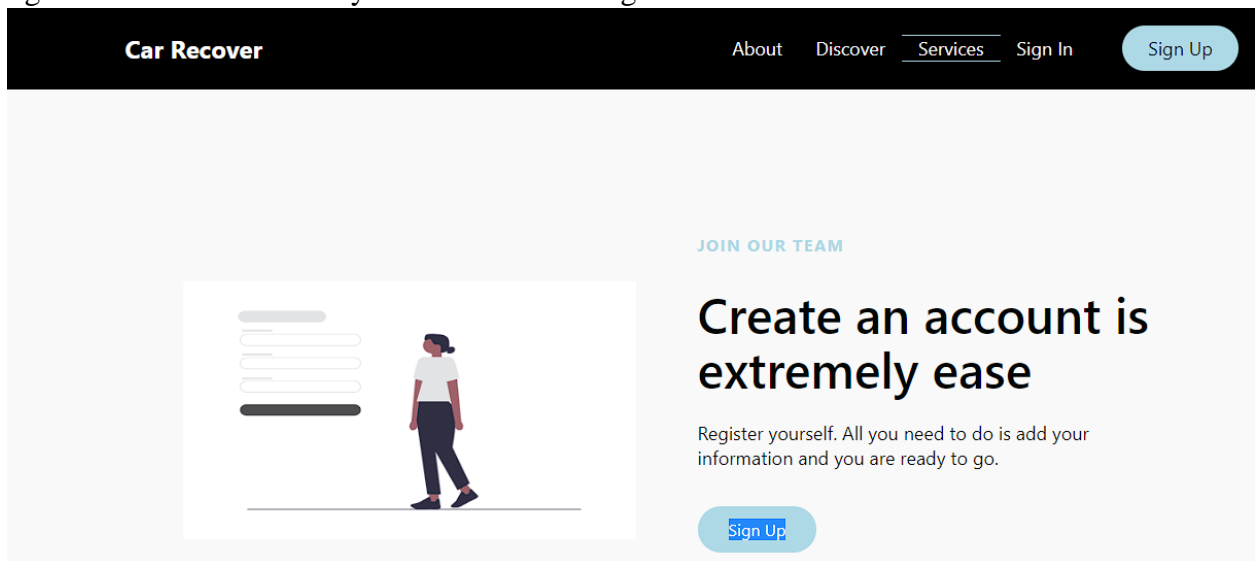 Car Recover
About Discover Services Sign In Sign Up
JOIN OUR TEAM
Create an account is
extremely ease
Register yourself. All you need to do is add your
information and you are ready to go.
Sign Up